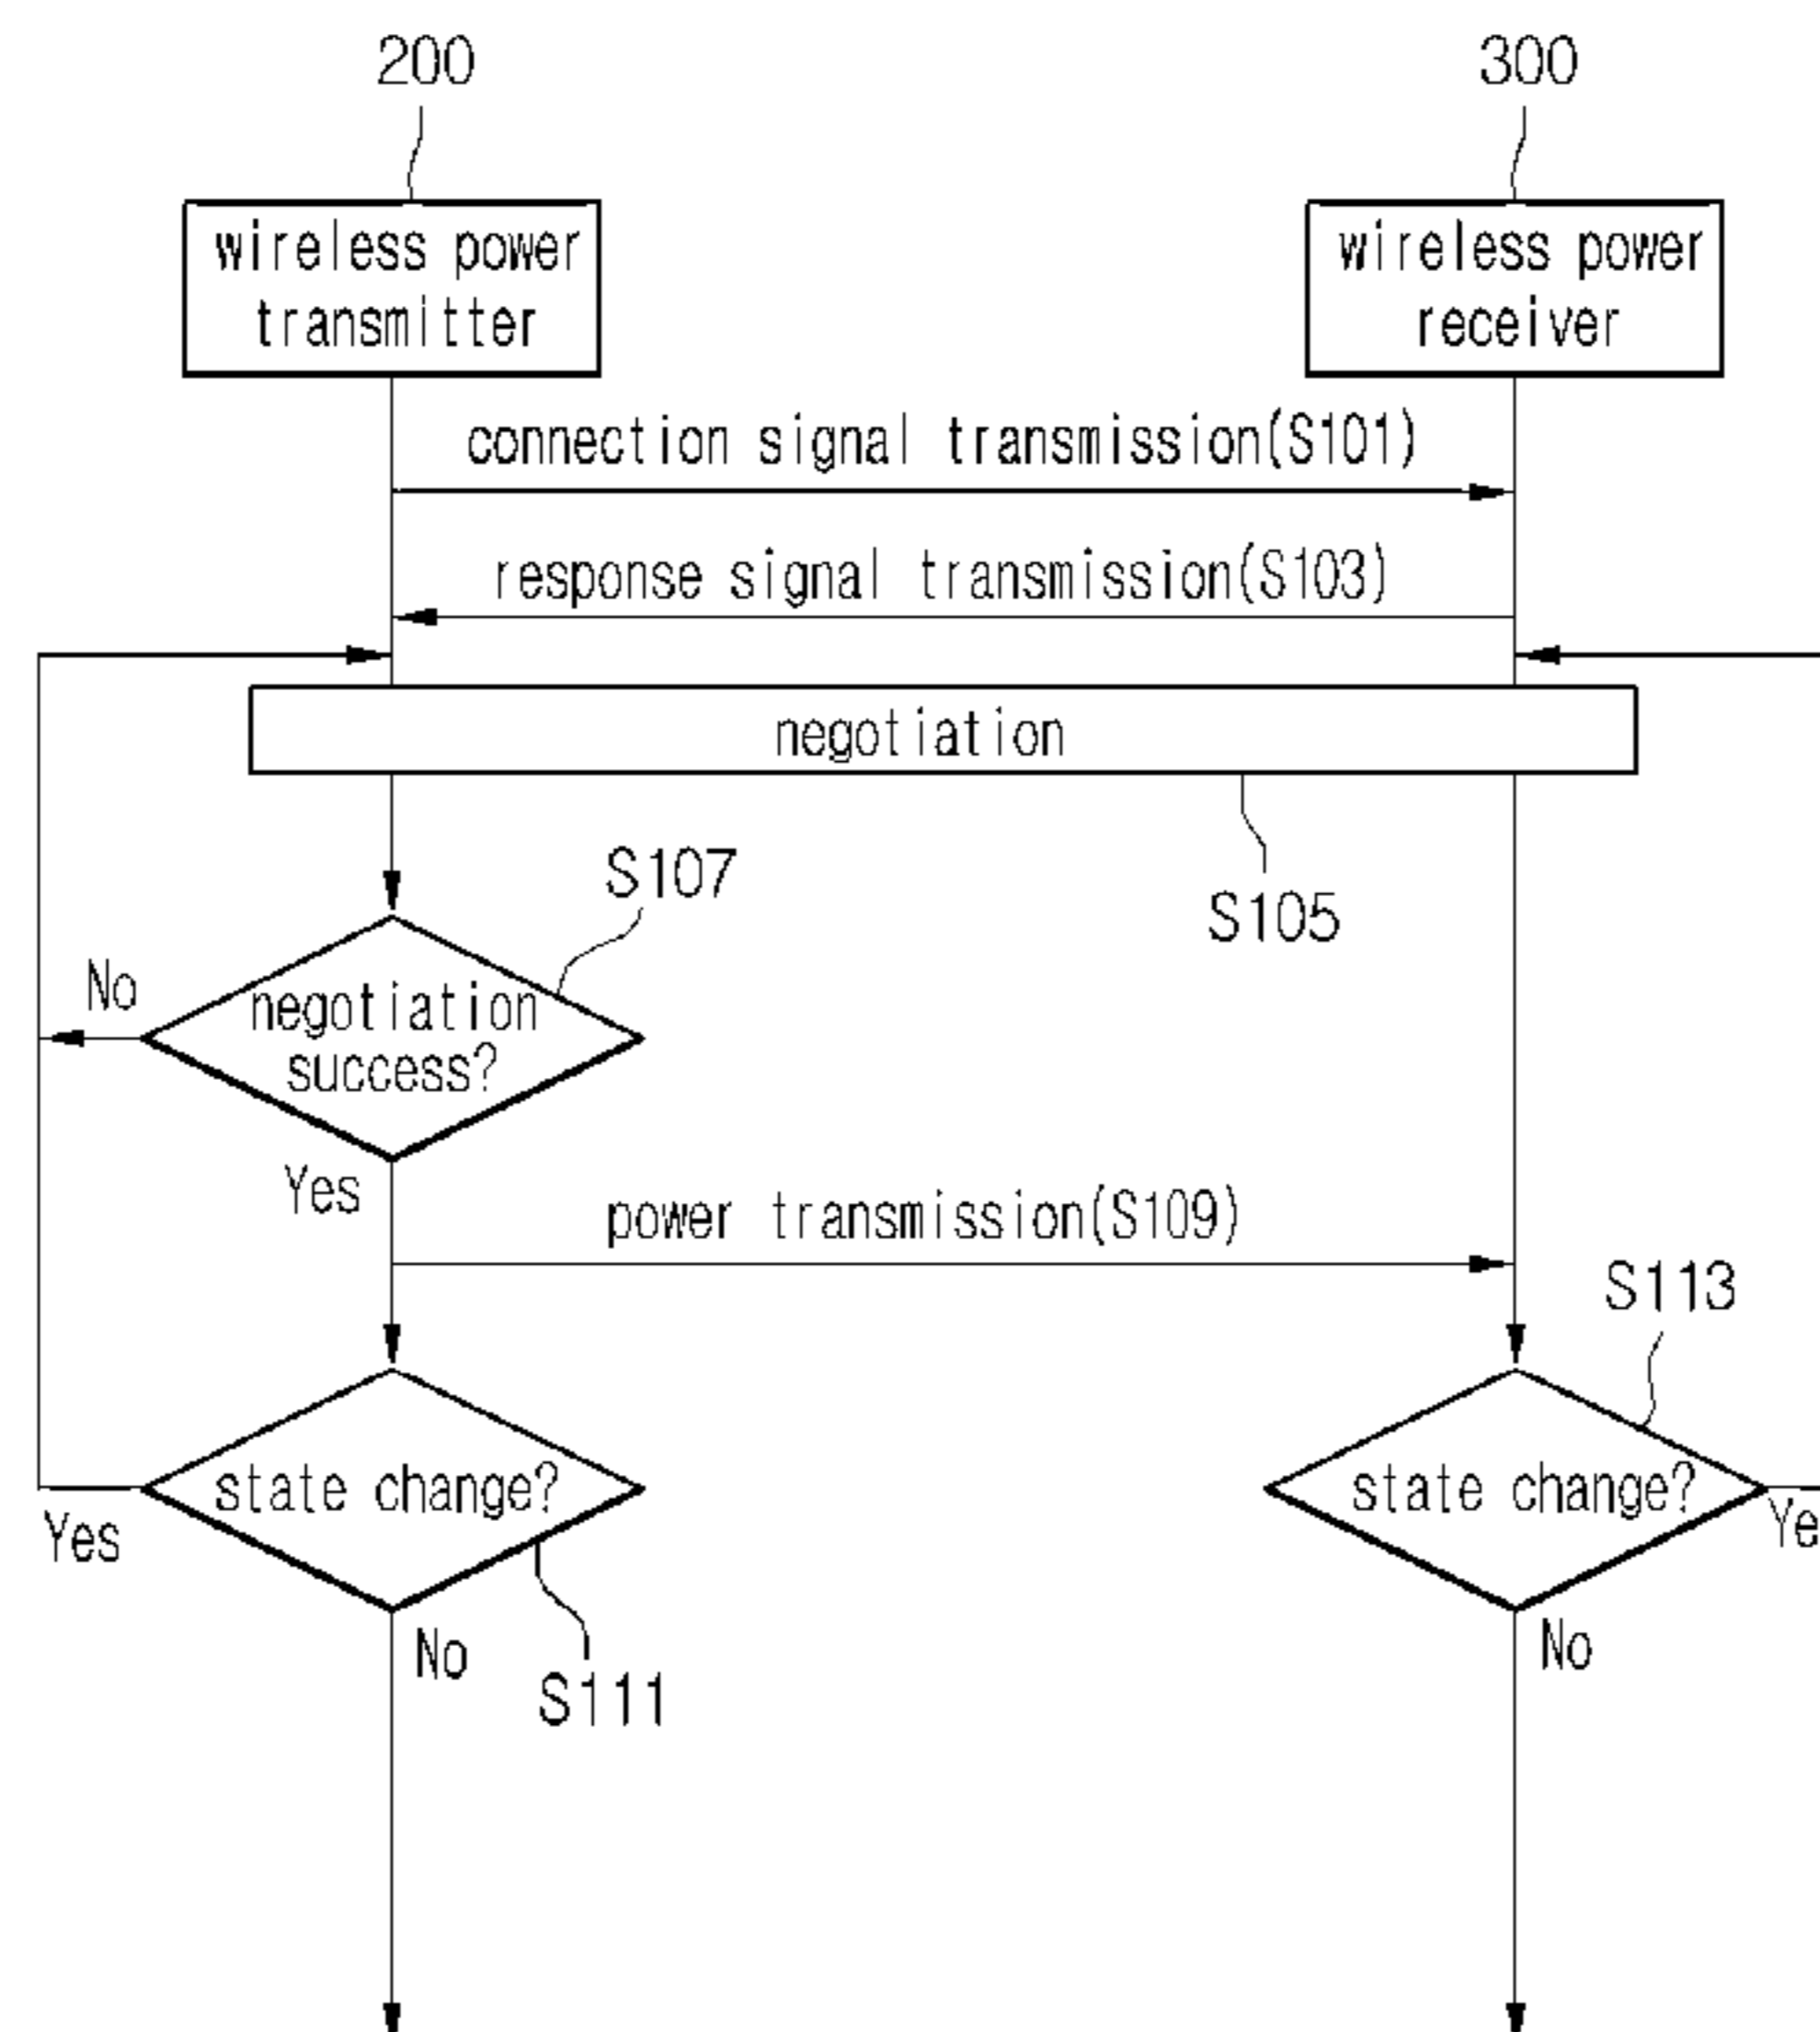 200
300
wireless power
transmitter
wireless power
receiver
connection signal transmission(S101)
response signal transmission(S103)
negotiation
S105
S107
No
negotiation
success?
Yes
power transmission(S109)
S113
state change?
Yes
No
S111
state change?
Ye
No